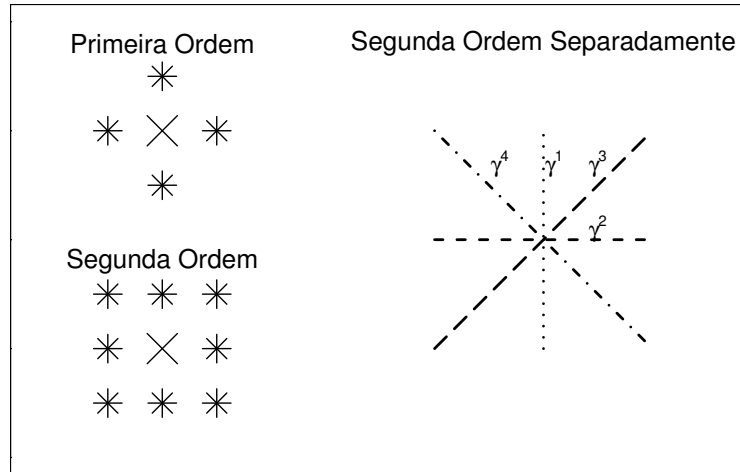 Primeira Ordem
Segunda Ordem
Segunda Ordem Separadamente
γ⁴ γ¹ γ³
γ²